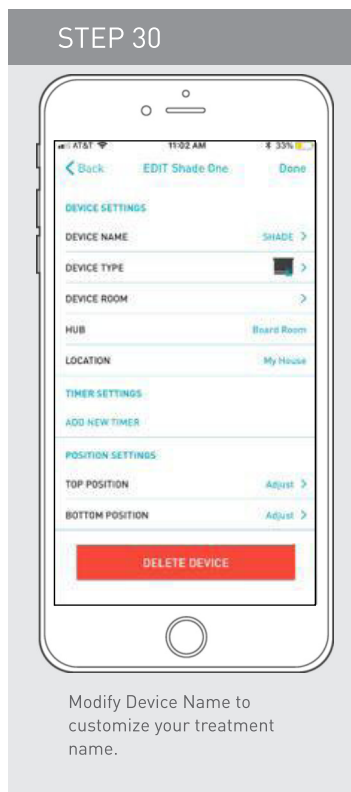 STEP 30
AT&T 11:02 AM 33%
Back EDIT Shade One Done
DEVICE SETTINGS
DEVICE NAME SHADE >
DEVICE TYPE >
DEVICE ROOM >
HUB Board Room
LOCATION My House
TIMER SETTINGS
ADD NEW TIMER
POSITION SETTINGS
TOP POSITION Adjust >
BOTTOM POSITION Adjust >
DELETE DEVICE
Modify Device Name to
customize your treatment
name.